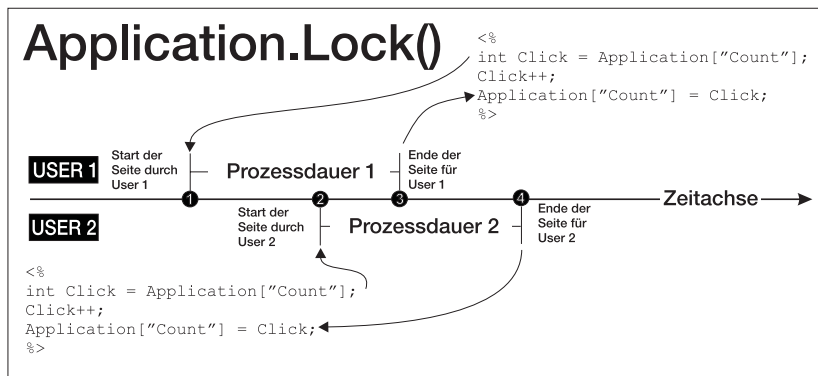 Application.Lock()
<%
int Click = Application["Count"];
Click++;
Application["Count"] = Click;
%>
USER 1
Start der
Seite durch
User 1
Prozessdauer 1
Ende der
Seite für
User 1
1
2
3
4
Zeitachse
USER 2
Start der
Seite durch
User 2
Prozessdauer 2
Ende der
Seite für
User 2
<%
int Click = Application["Count"];
Click++;
Application["Count"] = Click;
%>